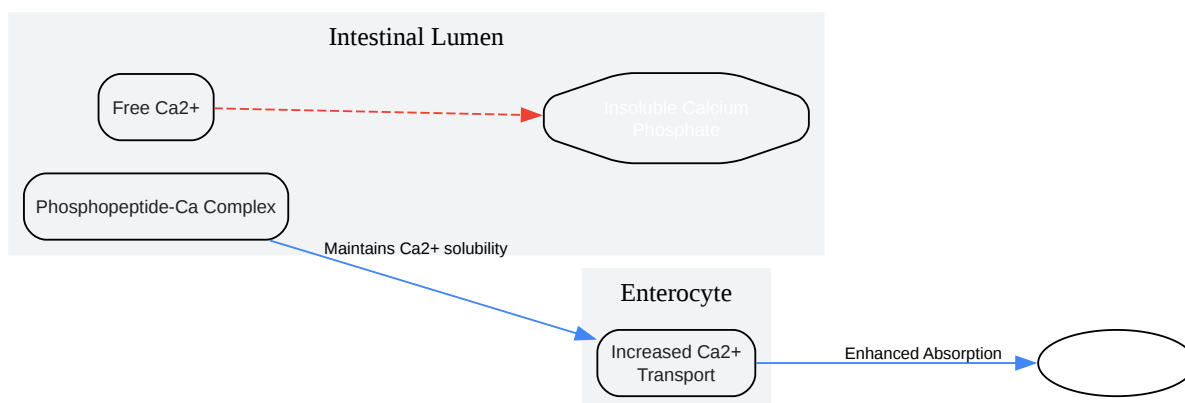 Intestinal Lumen
Free Ca2+
Insoluble Calcium
Phosphate
Phosphopeptide-Ca Complex
Maintains Ca2+ solubility
Enterocyte
Increased Ca2+
Transport
Enhanced Absorption